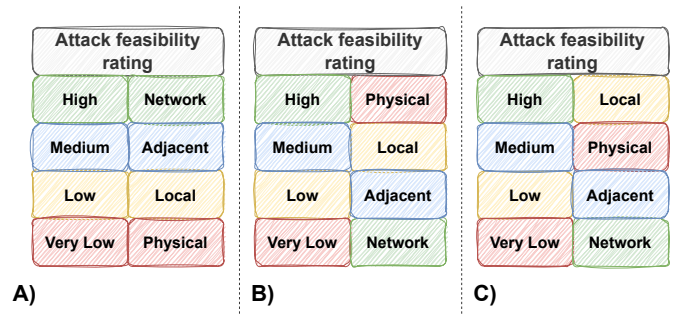 Attack feasibility
rating
High Network
Medium Adjacent
Low Local
Very Low Physical
A)
Attack feasibility
rating
High Physical
Medium Local
Low Adjacent
Very Low Network
B)
Attack feasibility
rating
High Local
Medium Physical
Low Adjacent
Very Low Network
C)